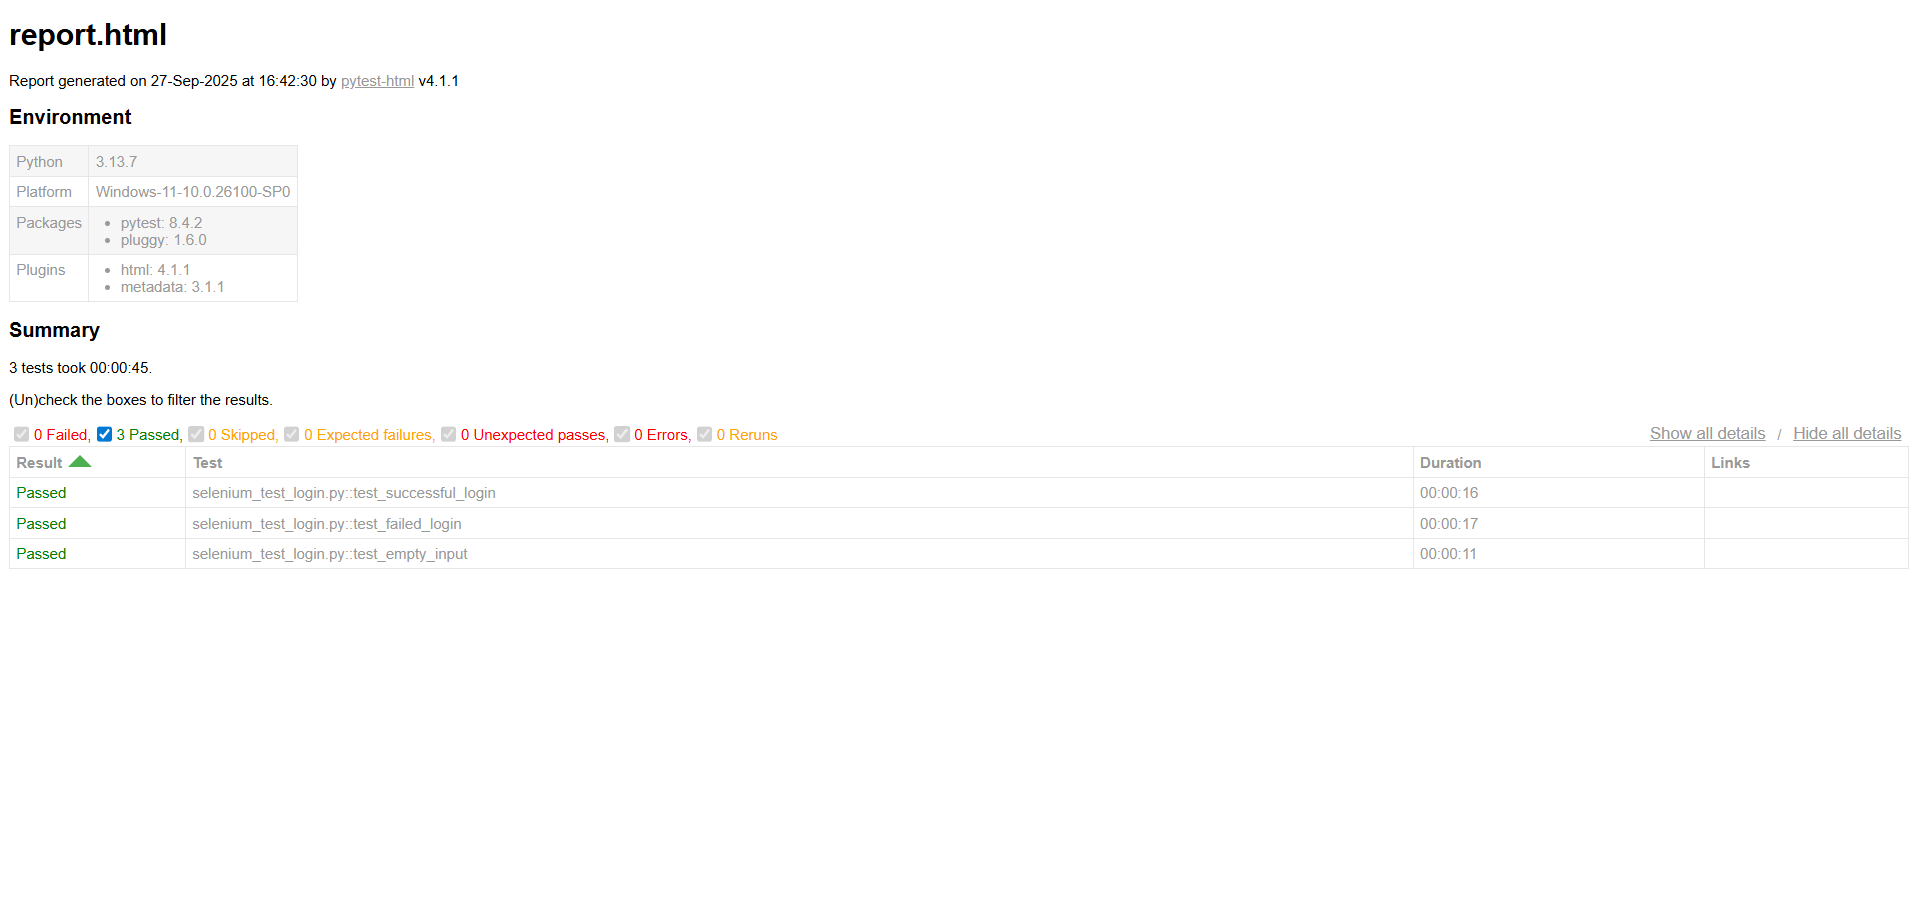 report.html
Report generated on 27-Sep-2025 at 16:42:30 by pytest-html v4.1.1
Environment
Python 3.13.7
Platform Windows-11-10.0.26100-SP0
Packages • pytest: 8.4.2
• pluggy: 1.6.0
Plugins • html: 4.1.1
• metadata: 3.1.1
Summary
3 tests took 00:00:45.
(Un)check the boxes to filter the results.
0 Failed, 3 Passed, 0 Skipped, 0 Expected failures, 0 Unexpected passes, 0 Errors, 0 Reruns Show all details / Hide all details
Result Test Duration Links
Passed selenium_test_login.py::test_successful_login 00:00:16
Passed selenium_test_login.py::test_failed_login 00:00:17
Passed selenium_test_login.py::test_empty_input 00:00:11